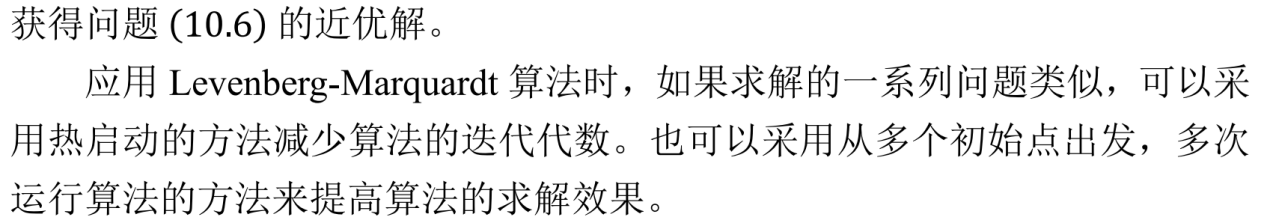 获得问题 (10.6) 的近优解。
应用 Levenberg-Marquardt 算法时，如果求解的一系列问题类似，可以采
用热启动的方法减少算法的迭代代数。也可以采用从多个初始点出发，多次
运行算法的方法来提高算法的求解效果。